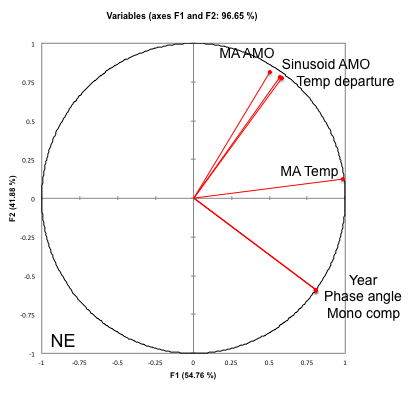 Variables (axes F1 and F2: 96.65 %)
MA AMO
Sinusoid AMO
Temp departure
MA Temp
Year
Phase angle
Mono comp
NE
F2 (41.88 %)
1
0.75
0.5
0.25
0
-0.25
-0.5
-0.75
-1
-1
-0.75
-0.5
-0.25
0
0.25
0.5
0.75
1
F1 (54.76 %)